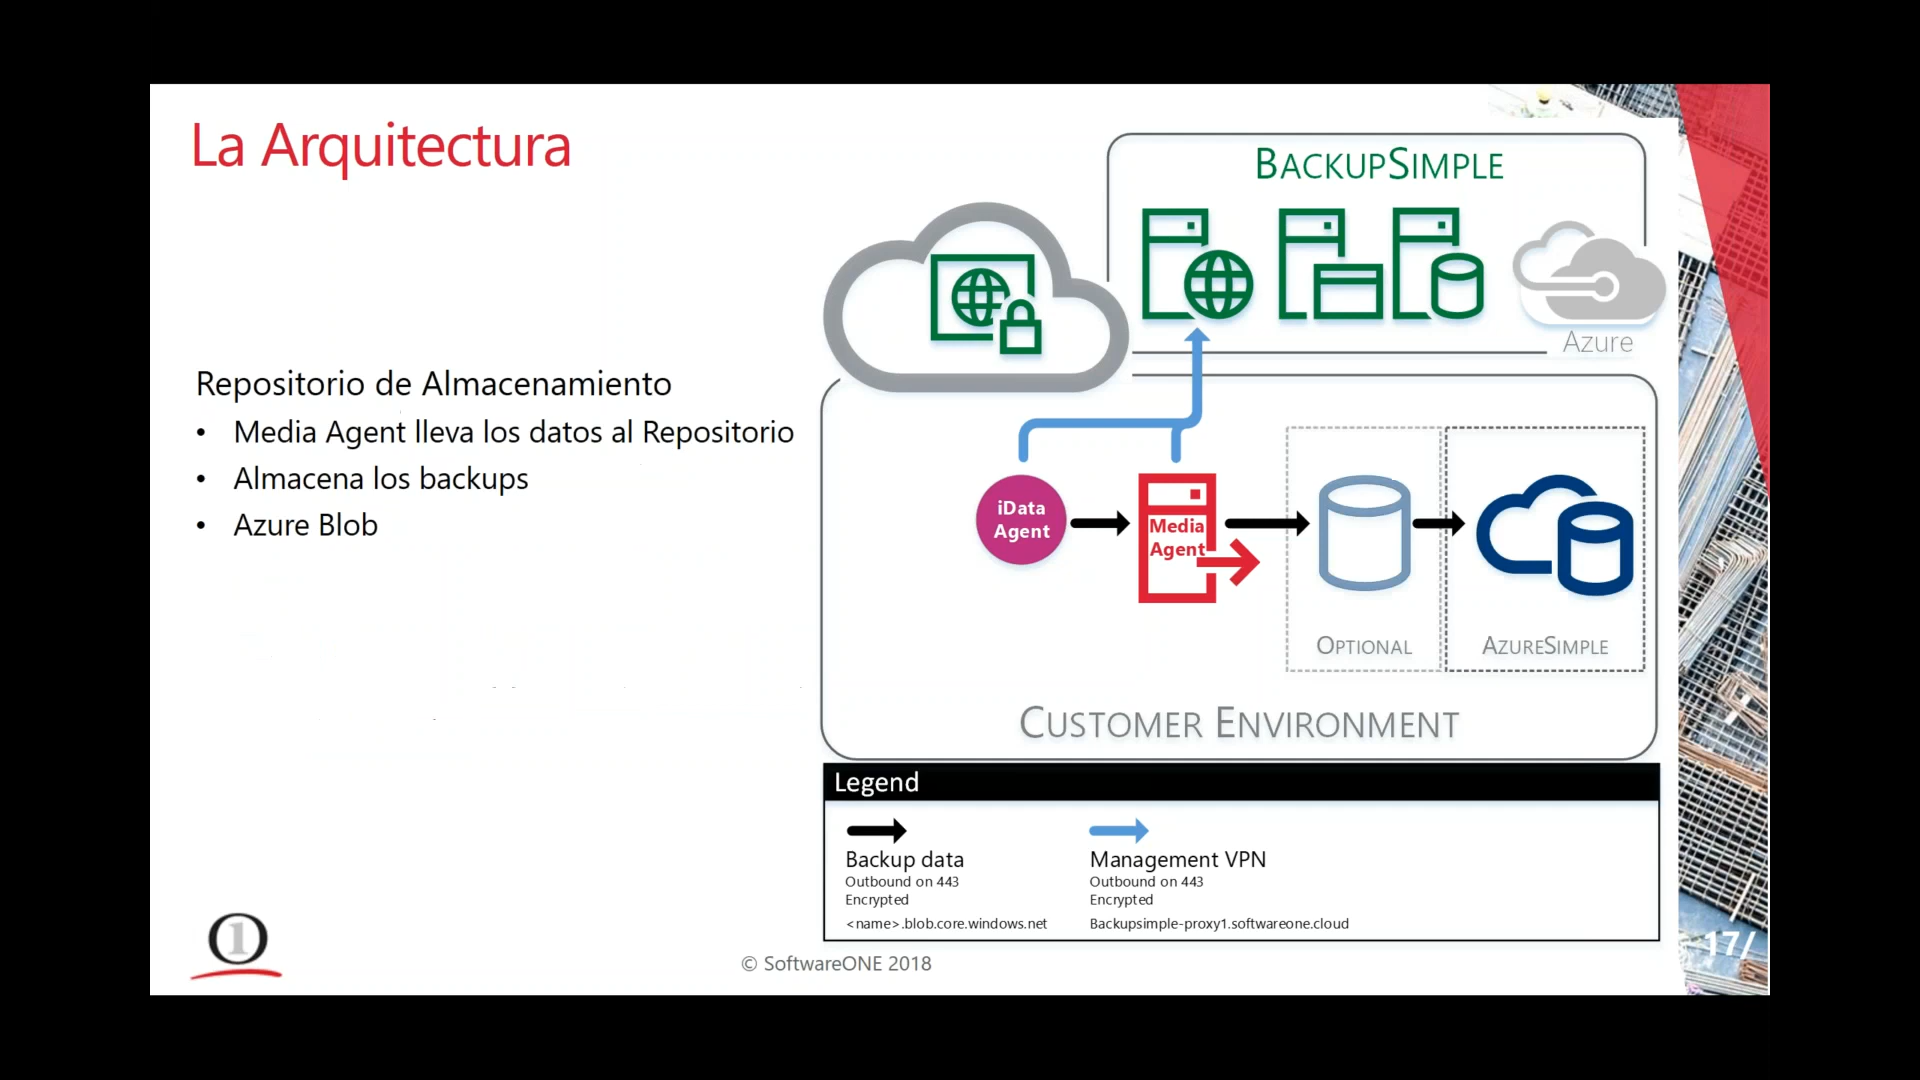 La Arquitectura
Repositorio de Almacenamiento
• Media Agent lleva los datos al Repositorio
• Almacena los backups
• Azure Blob
BACKUPSIMPLE
Azure
iData
Agent
Media
Agent
OPTIONAL
AZURESIMPLE
CUSTOMER ENVIRONMENT
Legend
Backup data
Outbound on 443
Encrypted
<name>.blob.core.windows.net
Management VPN
Outbound on 443
Encrypted
Backupsimple-proxy1.softwareone.cloud
1
© SoftwareONE 2018
17/